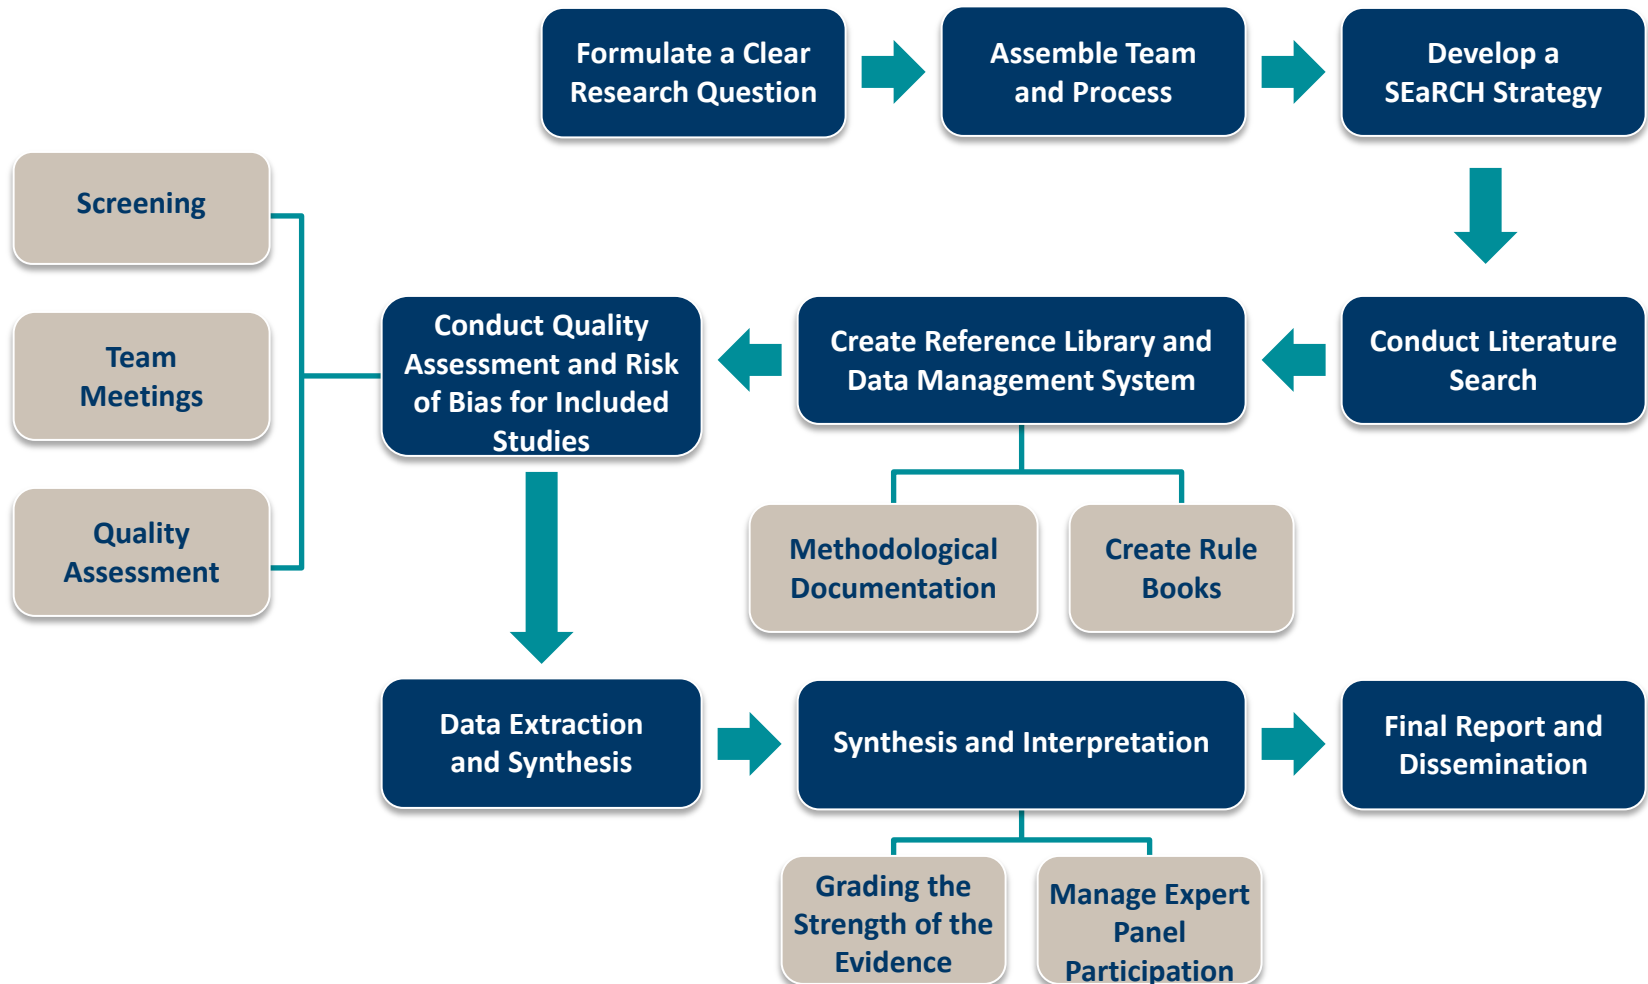 Formulate a Clear
Research Question
Assemble Team
and Process
Develop a
SEaRCH Strategy
Screening
Team
Meetings
Quality
Assessment
Conduct Quality
Assessment and Risk
of Bias for Included
Studies
Create Reference Library and
Data Management System
Conduct Literature
Search
Methodological
Documentation
Create Rule
Books
Data Extraction
and Synthesis
Synthesis and Interpretation
Final Report and
Dissemination
Grading the
Strength of the
Evidence
Manage Expert
Panel
Participation